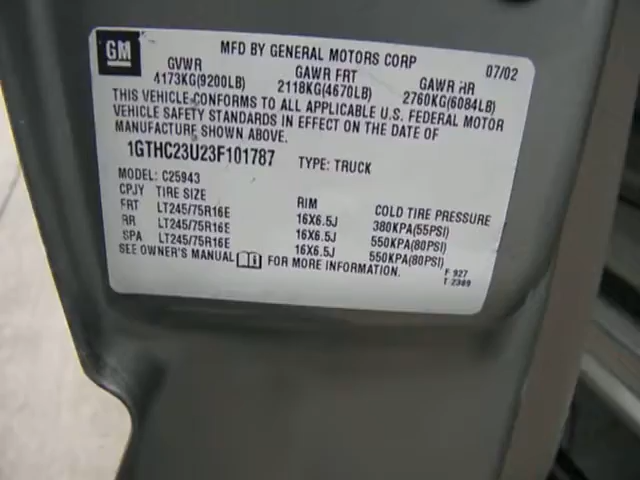 GM
MFD BY GENERAL MOTORS CORP 07/02
GVWR GAWR FRT GAWR RR
4173KG(9200LB) 2118KG(4670LB) 2760KG(6084LB)
THIS VEHICLE CONFORMS TO ALL APPLICABLE U.S. FEDERAL MOTOR
VEHICLE SAFETY STANDARDS IN EFFECT ON THE DATE OF
MANUFACTURE SHOWN ABOVE.
1GTHC23U23F101787 TYPE: TRUCK
MODEL: C25943
CPJY TIRE SIZE RIM COLD TIRE PRESSURE
FRT LT245/75R16E 16X6.5J 380KPA(55PSI)
RR LT245/75R16E 16X6.5J 550KPA(80PSI)
SPA LT245/75R16E 16X6.5J 550KPA(80PSI)
SEE OWNER'S MANUAL FOR MORE INFORMATION.
F 927
T 2389